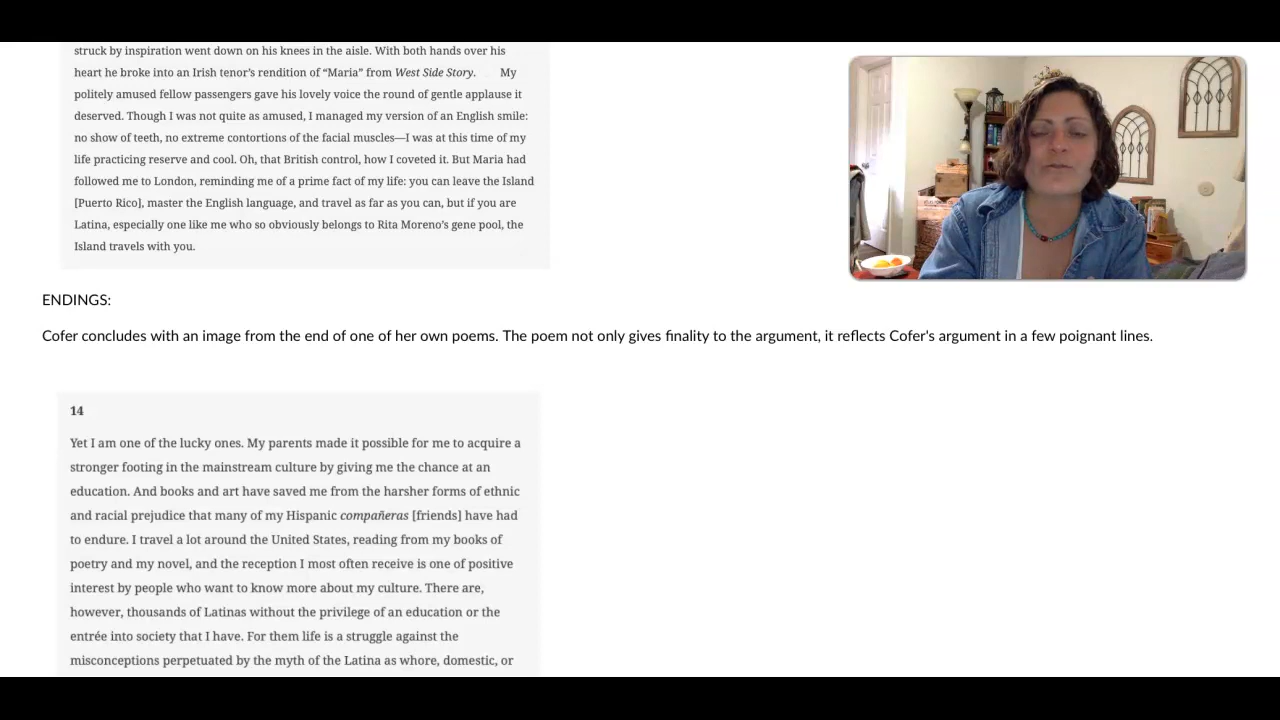 struck by inspiration went down on his knees in the aisle. With both hands over his
heart he broke into an Irish tenor’s rendition of “Maria” from West Side Story. My
politely amused fellow passengers gave his lovely voice the round of gentle applause it
deserved. Though I was not quite as amused, I managed my version of an English smile:
no show of teeth, no extreme contortions of the facial muscles—I was at this time of my
life practicing reserve and cool. Oh, that British control, how I coveted it. But Maria had
followed me to London, reminding me of a prime fact of my life: you can leave the Island
[Puerto Rico], master the English language, and travel as far as you can, but if you are
Latina, especially one like me who so obviously belongs to Rita Moreno’s gene pool, the
Island travels with you.
ENDINGS:
Cofer concludes with an image from the end of one of her own poems. The poem not only gives finality to the argument, it reflects Cofer's argument in a few poignant lines.
14
Yet I am one of the lucky ones. My parents made it possible for me to acquire a
stronger footing in the mainstream culture by giving me the chance at an
education. And books and art have saved me from the harsher forms of ethnic
and racial prejudice that many of my Hispanic compañeras [friends] have had
to endure. I travel a lot around the United States, reading from my books of
poetry and my novel, and the reception I most often receive is one of positive
interest by people who want to know more about my culture. There are,
however, thousands of Latinas without the privilege of an education or the
entrée into society that I have. For them life is a struggle against the
misconceptions perpetuated by the myth of the Latina as whore, domestic, or